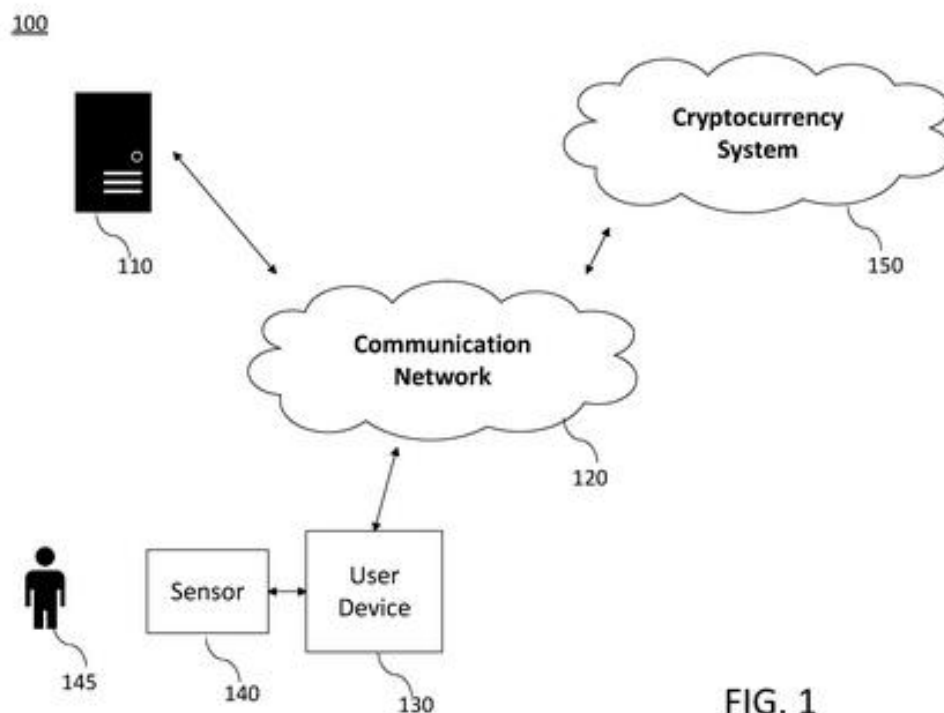 100
Cryptocurrency
System
110
150
Communication
Network
120
Sensor
User
Device
145
140
130
FIG. 1